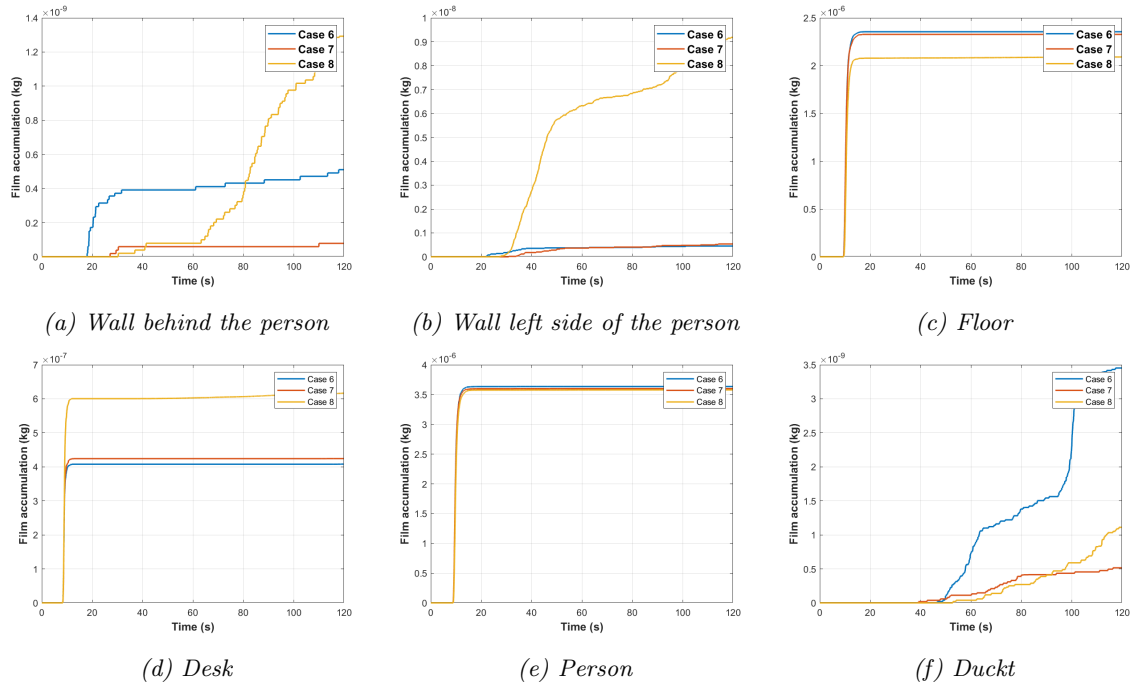 ×10⁻⁹
1.4
1.2
1
0.8
0.6
0.4
0.2
0
Film accumulation (kg)
0 20 40 60 80 100 120
Time (s)
Case 6
Case 7
Case 8
(a) Wall behind the person
×10⁻⁸
1
0.9
0.8
0.7
0.6
0.5
0.4
0.3
0.2
0.1
0
Film accumulation (kg)
0 20 40 60 80 100 120
Time (s)
Case 6
Case 7
Case 8
(b) Wall left side of the person
×10⁻⁶
2.5
2
1.5
1
0.5
0
Film accumulation (kg)
0 20 40 60 80 100 120
Time (s)
Case 6
Case 7
Case 8
(c) Floor
×10⁻⁷
7
6
5
4
3
2
1
0
Film accumulation (kg)
0 20 40 60 80 100 120
Time (s)
Case 6
Case 7
Case 8
(d) Desk
×10⁻⁶
4
3.5
3
2.5
2
1.5
1
0.5
0
Film accumulation (kg)
0 20 40 60 80 100 120
Time (s)
Case 6
Case 7
Case 8
(e) Person
×10⁻⁹
3.5
3
2.5
2
1.5
1
0.5
0
Film accumulation (kg)
0 20 40 60 80 100 120
Time (s)
Case 6
Case 7
Case 8
(f) Duckt